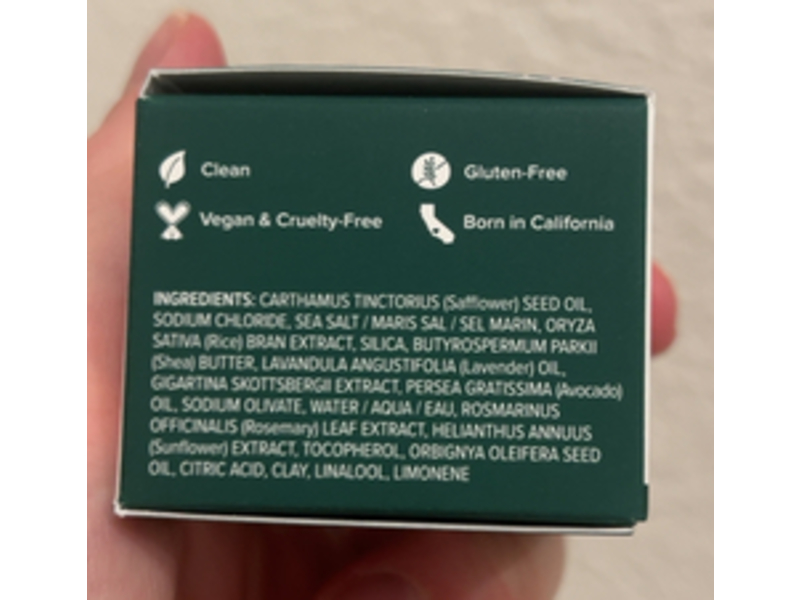 Clean
Gluten-Free
Vegan & Cruelty-Free
Born in California
INGREDIENTS: CARTHAMUS TINCTORIUS (Safflower) SEED OIL,
SODIUM CHLORIDE, SEA SALT / MARIS SAL / SEL MARIN, ORYZA
SATIVA (Rice) BRAN EXTRACT, SILICA, BUTYROSPERMUM PARKII
(Shea) BUTTER, LAVANDULA ANGUSTIFOLIA (Lavender) OIL,
GIGARTINA SKOTTSBERGII EXTRACT, PERSEA GRATISSIMA (Avocado)
OIL, SODIUM OLIVATE, WATER / AQUA / EAU, ROSMARINUS
OFFICINALIS (Rosemary) LEAF EXTRACT, HELIANTHUS ANNUUS
(Sunflower) EXTRACT, TOCOPHEROL, ORBIGNYA OLEIFERA SEED
OIL, CITRIC ACID, CLAY, LINALOOL, LIMONENE